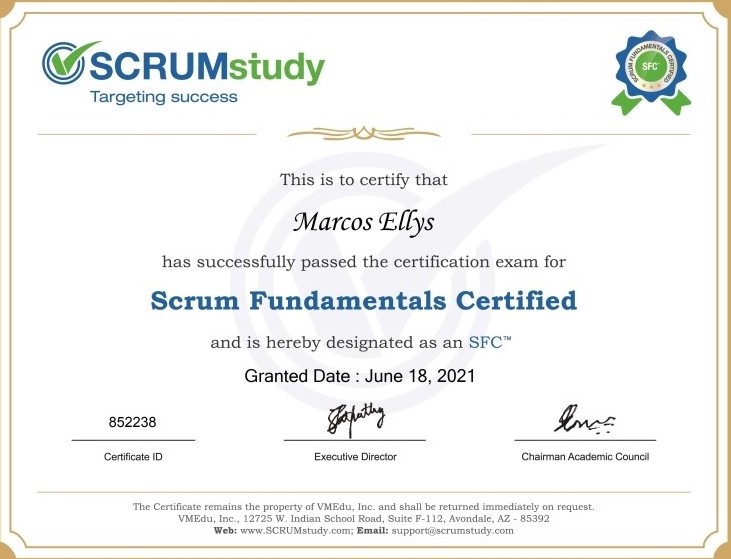 SCRUMstudy
Targeting success
SCRUM FUNDAMENTALS CERTIFIED
SFC™
This is to certify that
Marcos Ellys
has successfully passed the certification exam for
Scrum Fundamentals Certified
and is hereby designated as an SFC™
Granted Date : June 18, 2021
852238
Certificate ID
Executive Director
Chairman Academic Council
The Certificate remains the property of VMEdu, Inc. and shall be returned immediately on request.
VMEdu, Inc., 12725 W. Indian School Road, Suite F-112, Avondale, AZ - 85392
Web: www.SCRUMstudy.com; Email: support@scrumstudy.com